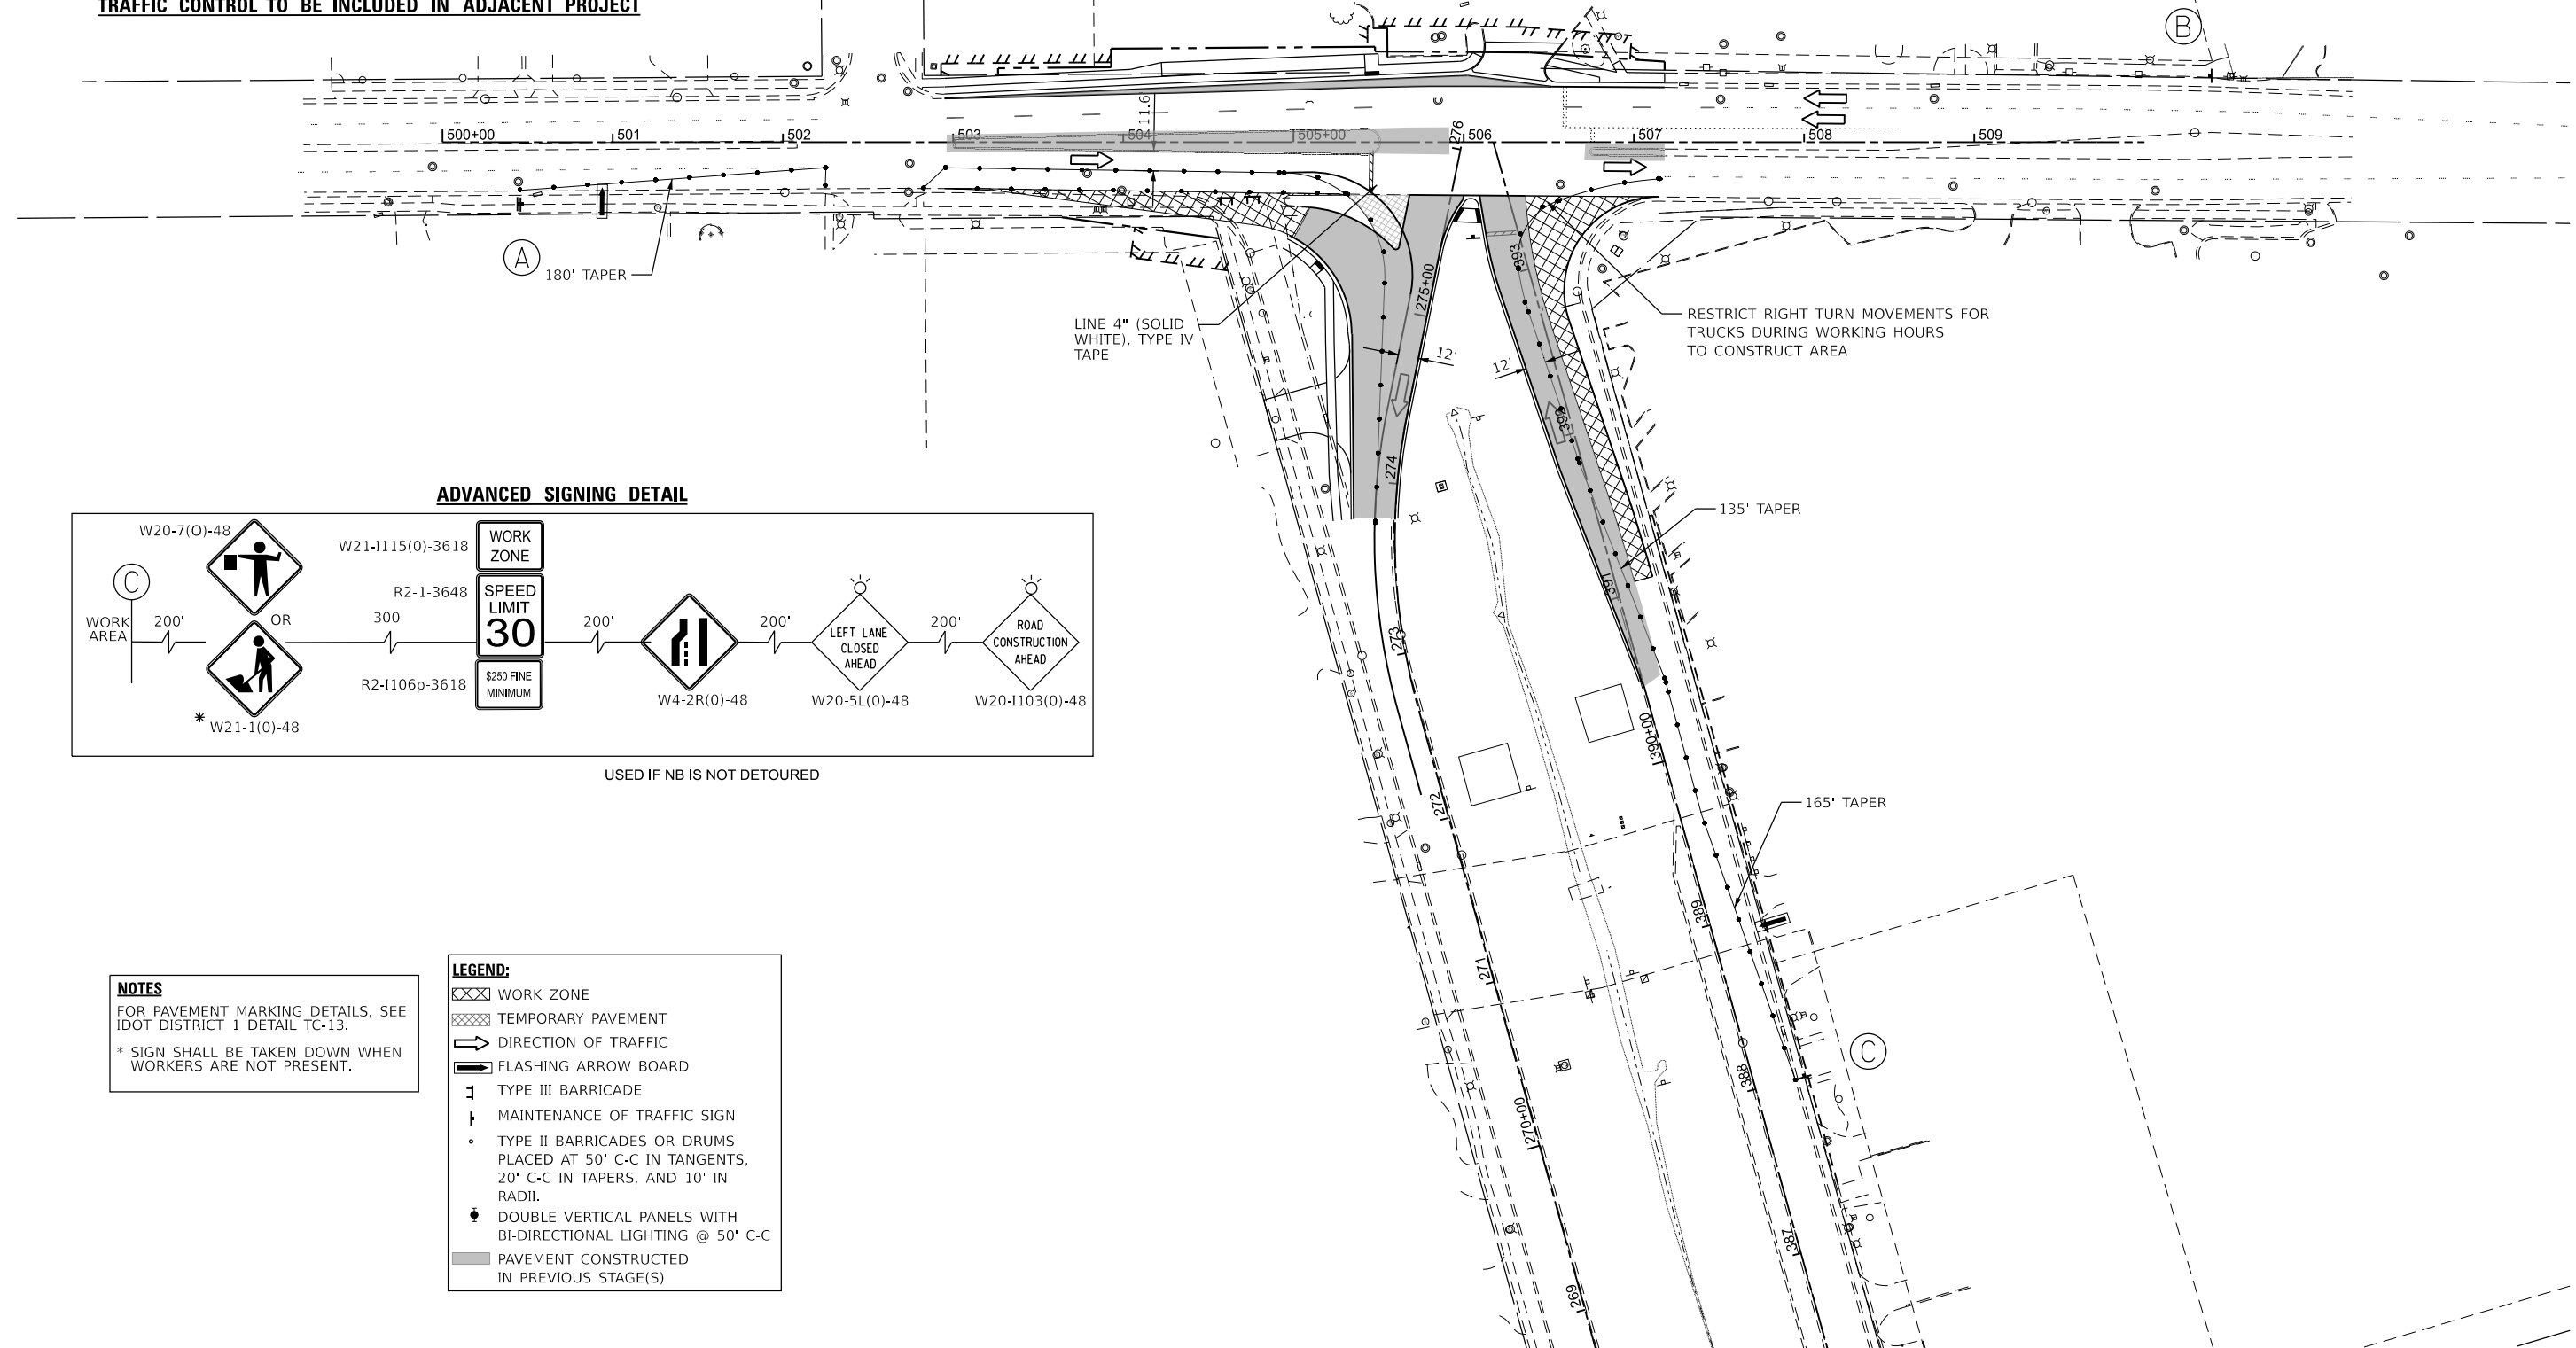 TRAFFIC CONTROL TO BE INCLUDED IN ADJACENT PROJECT
B
500+00
501
502
503
504
505+00
506
507
508
509
276
11.6'
A
180' TAPER
LINE 4" (SOLID
WHITE), TYPE IV
TAPE
RESTRICT RIGHT TURN MOVEMENTS FOR
TRUCKS DURING WORKING HOURS
TO CONSTRUCT AREA
12'
12'
275+00
274
273
272
271
270+00
269
393
392
391
390+00
389
388
387
135' TAPER
165' TAPER
C
ADVANCED SIGNING DETAIL
C
WORK
AREA
200'
W20-7(O)-48
OR
* W21-1(O)-48
300'
W21-I115(O)-3618
WORK
ZONE
R2-1-3648
SPEED
LIMIT
30
R2-I106p-3618
$250 FINE
MINIMUM
200'
W4-2R(O)-48
200'
LEFT LANE
CLOSED
AHEAD
W20-5L(O)-48
200'
ROAD
CONSTRUCTION
AHEAD
W20-I103(O)-48
USED IF NB IS NOT DETOURED
NOTES
FOR PAVEMENT MARKING DETAILS, SEE
IDOT DISTRICT 1 DETAIL TC-13.
* SIGN SHALL BE TAKEN DOWN WHEN
WORKERS ARE NOT PRESENT.
LEGEND:
WORK ZONE
TEMPORARY PAVEMENT
DIRECTION OF TRAFFIC
FLASHING ARROW BOARD
TYPE III BARRICADE
MAINTENANCE OF TRAFFIC SIGN
TYPE II BARRICADES OR DRUMS
PLACED AT 50' C-C IN TANGENTS,
20' C-C IN TAPERS, AND 10' IN
RADII.
DOUBLE VERTICAL PANELS WITH
BI-DIRECTIONAL LIGHTING @ 50' C-C
PAVEMENT CONSTRUCTED
IN PREVIOUS STAGE(S)